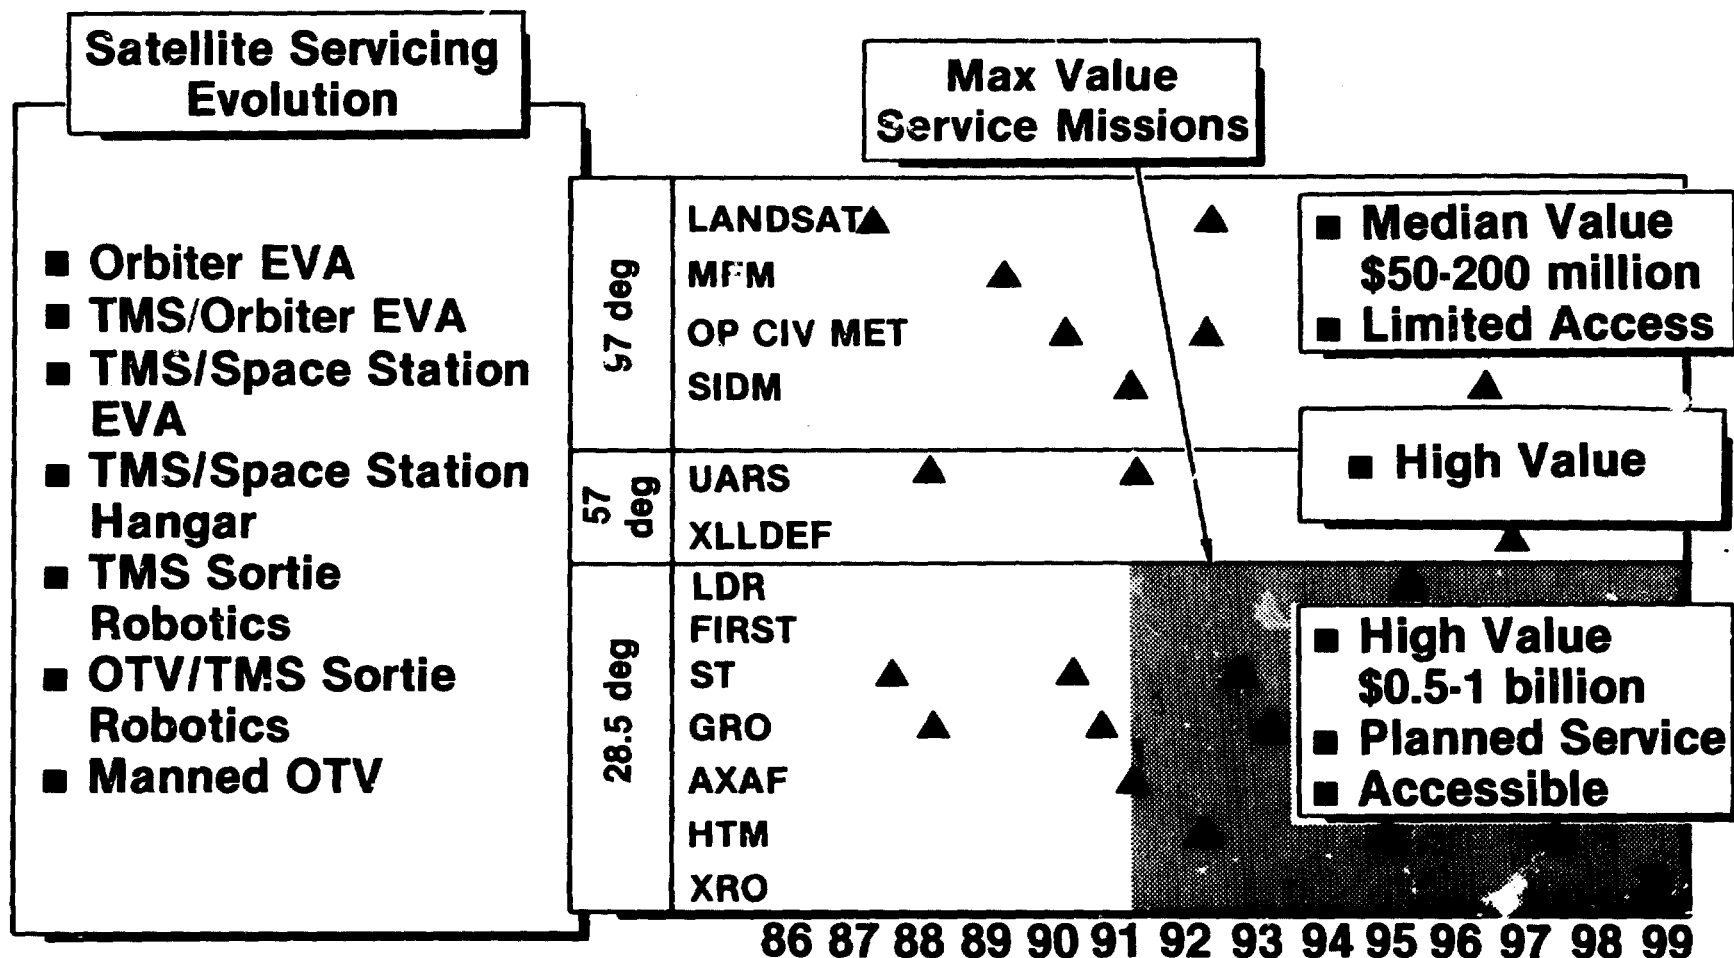 Satellite Servicing
Evolution
■ Orbiter EVA
■ TMS/Orbiter EVA
■ TMS/Space Station
EVA
■ TMS/Space Station
Hangar
■ TMS Sortie
Robotics
■ OTV/TMS Sortie
Robotics
■ Manned OTV
Max Value
Service Missions
deg
LANDSAT
OP CIV MET
SIDM
■ Median Value
$50-200 million
■ Limited Access
57
deg
UARS
XLLDEF
■ High Value
28.5 deg
LDR
FIRST
ST
GRO
AXAF
HTM
XRO
■ High Value
$0.5-1 billion
■ Planned Service
■ Accessible
86 87 88 89 90 91 92 93 94 95 96 97 98 99